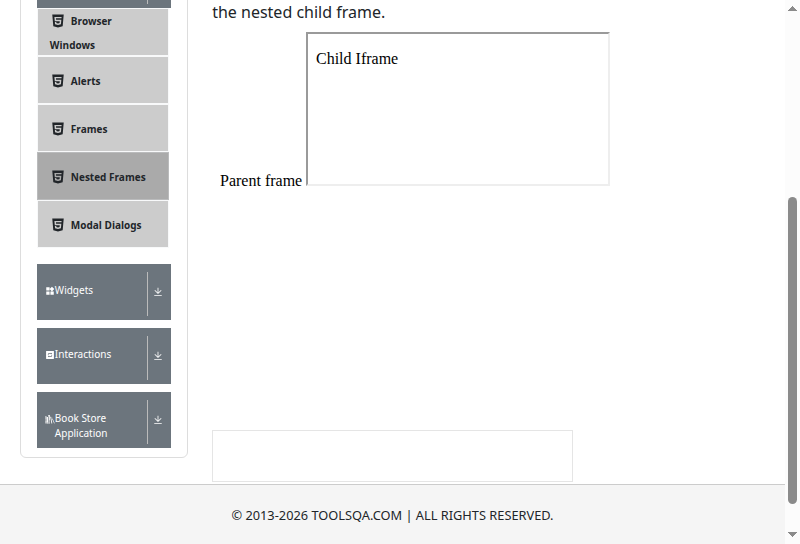 the nested child frame.
Browser
Windows
Alerts
Frames
Nested Frames
Modal Dialogs
Widgets
Interactions
Book Store
Application
Child Iframe
Parent frame
© 2013-2026 TOOLSQA.COM | ALL RIGHTS RESERVED.